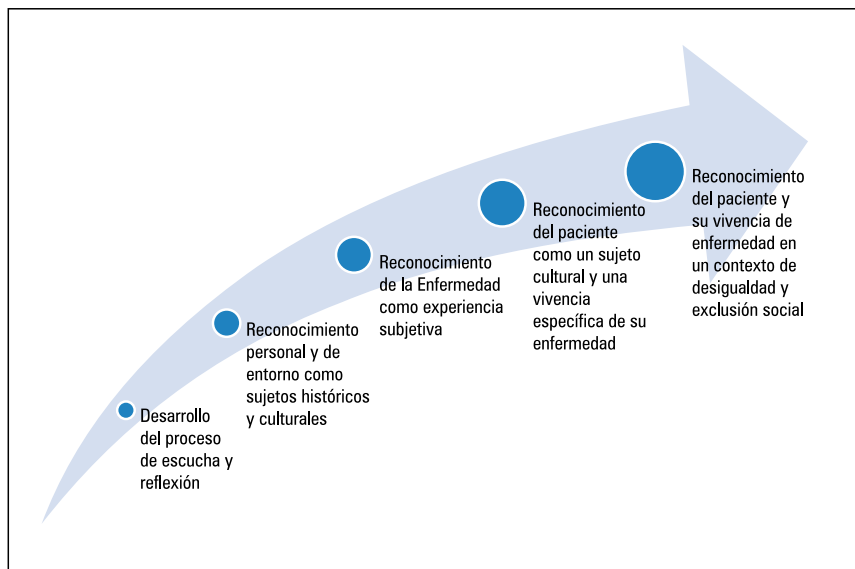 Desarrollo
del proceso
de escucha y
reflexión
Reconocimiento
personal y de
entorno como
sujetos históricos
y culturales
Reconocimiento
de la Enfermedad
como experiencia
subjetiva
Reconocimiento
del paciente
como un sujeto
cultural y una
vivencia
específica de su
enfermedad
Reconocimiento
del paciente y
su vivencia de
enfermedad en
un contexto de
desigualdad y
exclusión social